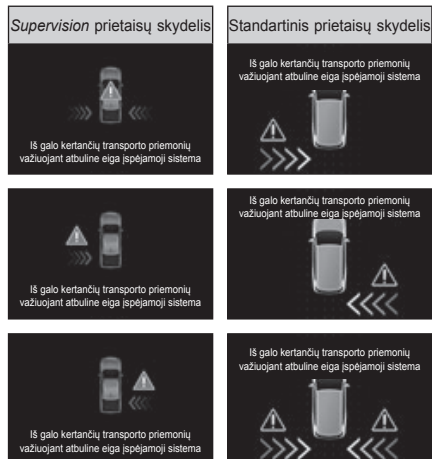 Supervision prietaisų skydelis
Standartinis prietaisų skydelis
Iš galo kertančių transporto priemonių
važiuojant atbuline eiga įspėjamoji sistema
Iš galo kertančių transporto priemonių
važiuojant atbuline eiga įspėjamoji sistema
Iš galo kertančių transporto priemonių
važiuojant atbuline eiga įspėjamoji sistema
Iš galo kertančių transporto priemonių
važiuojant atbuline eiga įspėjamoji sistema
Iš galo kertančių transporto priemonių
važiuojant atbuline eiga įspėjamoji sistema
Iš galo kertančių transporto priemonių
važiuojant atbuline eiga įspėjamoji sistema